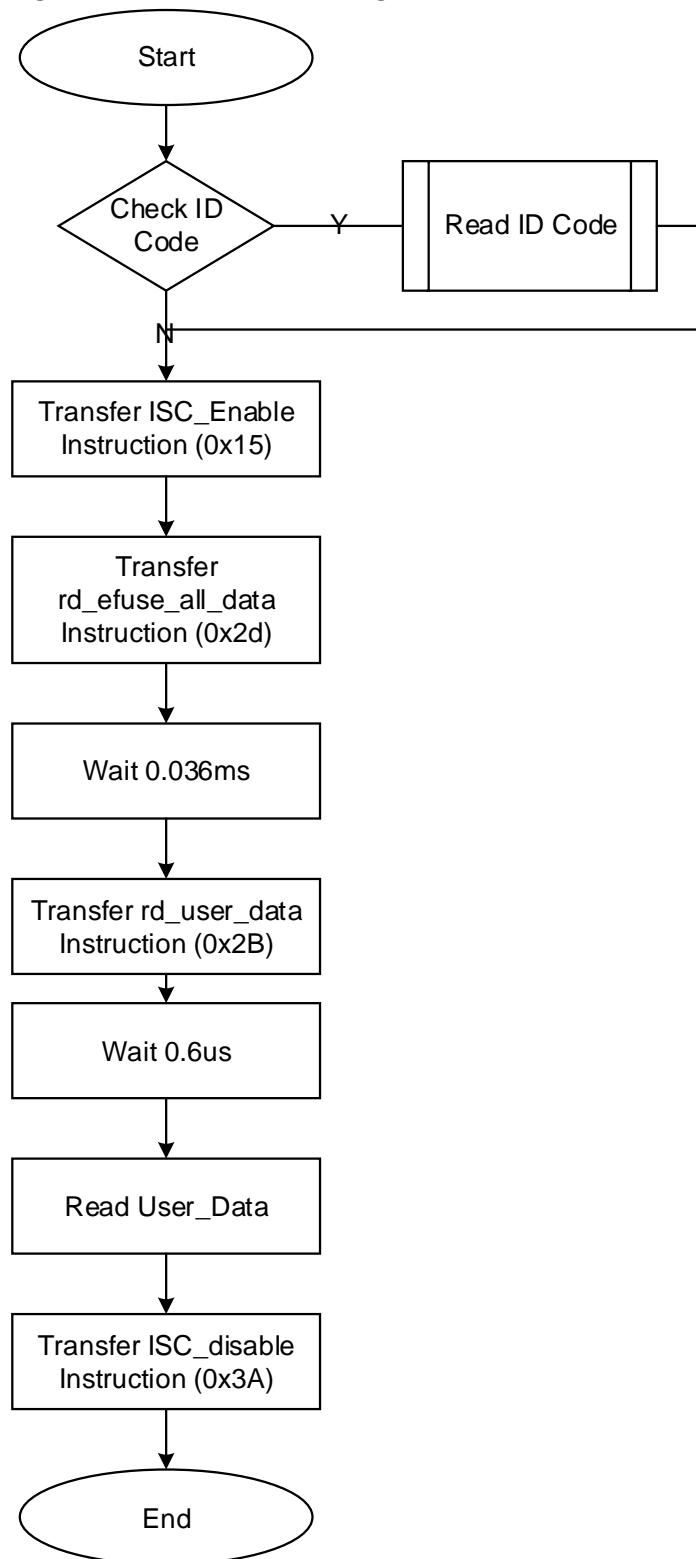 Start
Check ID
Code
Y
Read ID Code
N
Transfer ISC_Enable
Instruction (0x15)
Transfer
rd_efuse_all_data
Instruction (0x2d)
Wait 0.036ms
Transfer rd_user_data
Instruction (0x2B)
Wait 0.6us
Read User_Data
Transfer ISC_disable
Instruction (0x3A)
End